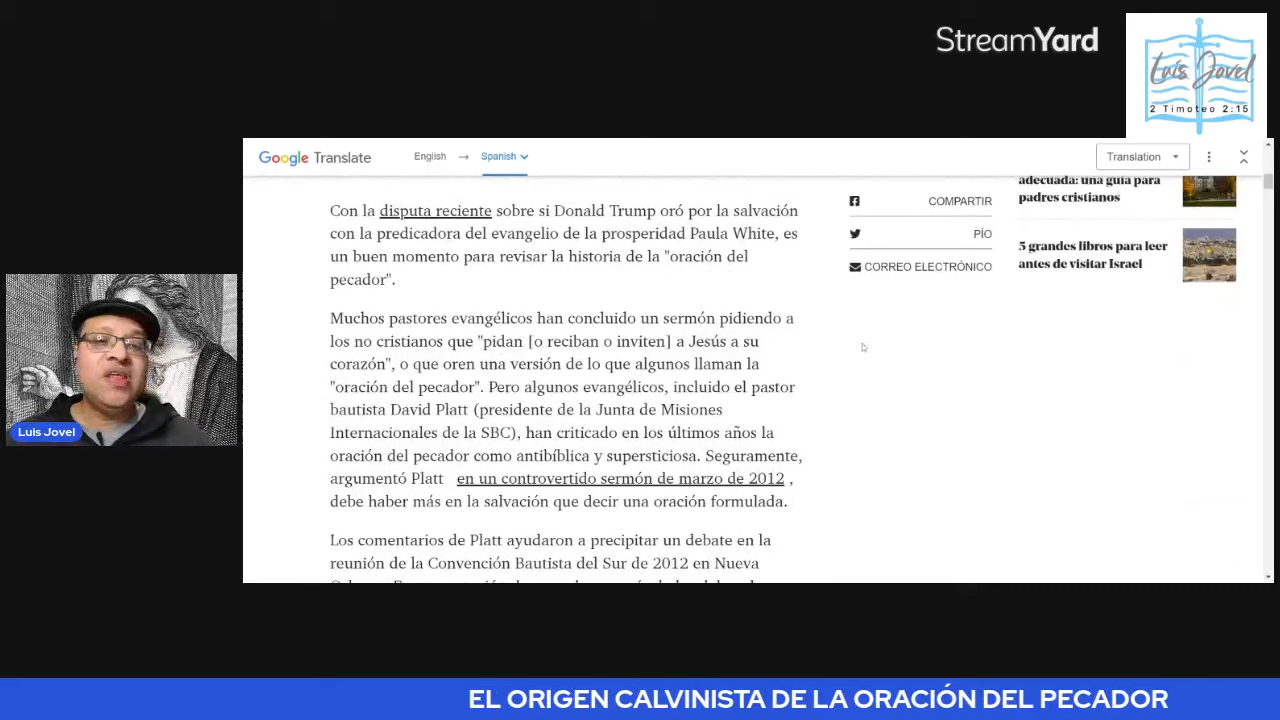 StreamYard
Luis Jovel
2 Timoteo 2:15
Google Translate
English → Spanish
Translation
Con la disputa reciente sobre si Donald Trump oró por la salvación
con la predicadora del evangelio de la prosperidad Paula White, es
un buen momento para revisar la historia de la "oración del
pecador".
Muchos pastores evangélicos han concluido un sermón pidiendo a
los no cristianos que "pidan [o reciban o inviten] a Jesús a su
corazón", o que oren una versión de lo que algunos llaman la
"oración del pecador". Pero algunos evangélicos, incluido el pastor
bautista David Platt (presidente de la Junta de Misiones
Internacionales de la SBC), han criticado en los últimos años la
oración del pecador como antibíblica y supersticiosa. Seguramente,
argumentó Platt en un controvertido sermón de marzo de 2012 ,
debe haber más en la salvación que decir una oración formulada.
Los comentarios de Platt ayudaron a precipitar un debate en la
reunión de la Convención Bautista del Sur de 2012 en Nueva
COMPARTIR
PÍO
CORREO ELECTRÓNICO
adecuada: una guía para
padres cristianos
5 grandes libros para leer
antes de visitar Israel
Luis Jovel
EL ORIGEN CALVINISTA DE LA ORACIÓN DEL PECADOR